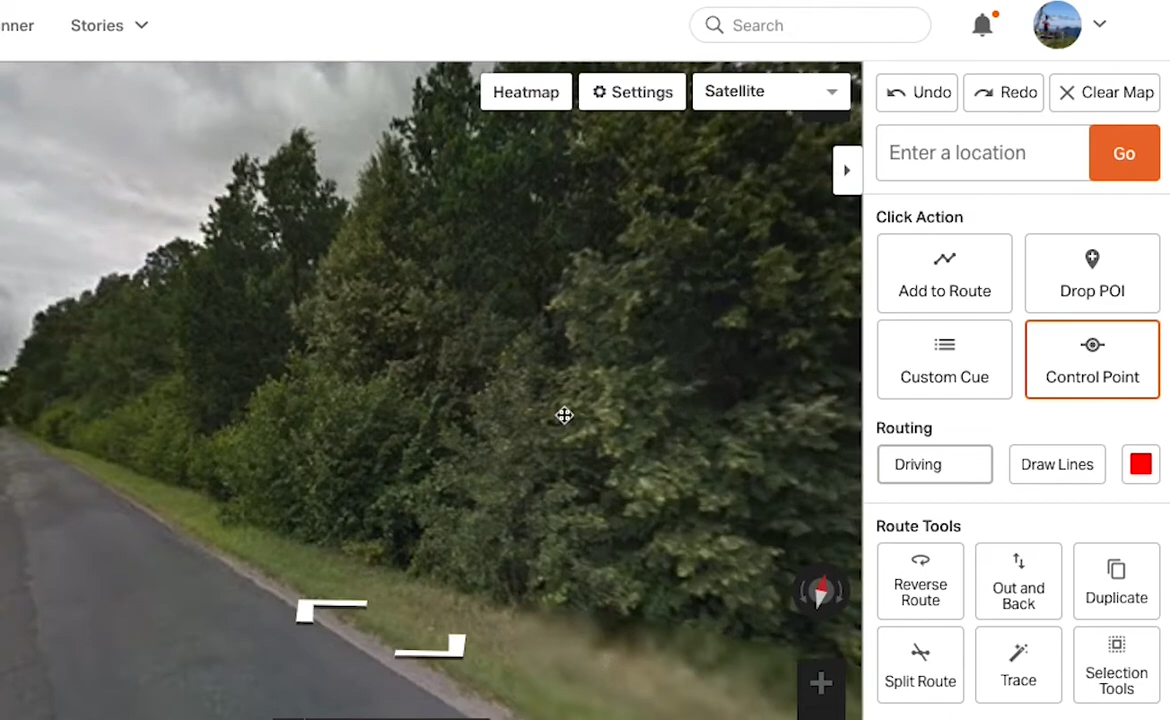 nner
Stories
Search
Heatmap
Settings
Satellite
Undo
Redo
Clear Map
Enter a location
Go
Click Action
Add to Route
Drop POI
Custom Cue
Control Point
Routing
Driving
Draw Lines
Route Tools
Reverse
Route
Out and
Back
Duplicate
Split Route
Trace
Selection
Tools